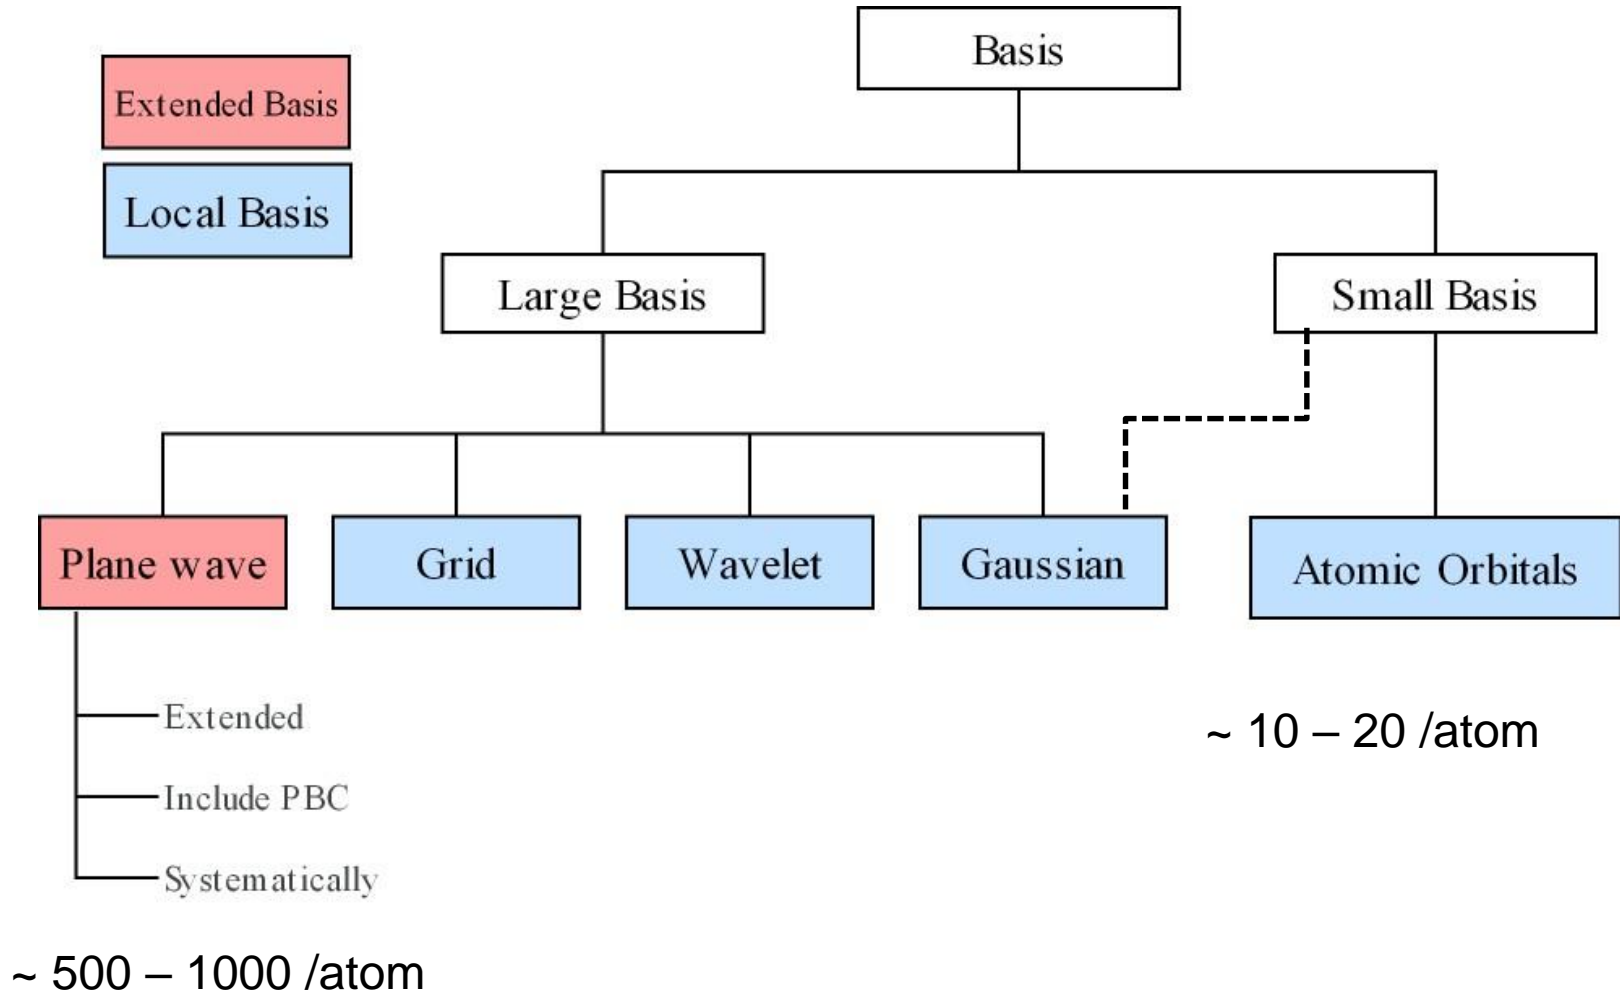 Basis
Extended Basis
Local Basis
Large Basis
Small Basis
Plane wave
Grid
Wavelet
Gaussian
Atomic Orbitals
Extended
Include PBC
Systematically
~ 10 – 20 /atom
~ 500 – 1000 /atom